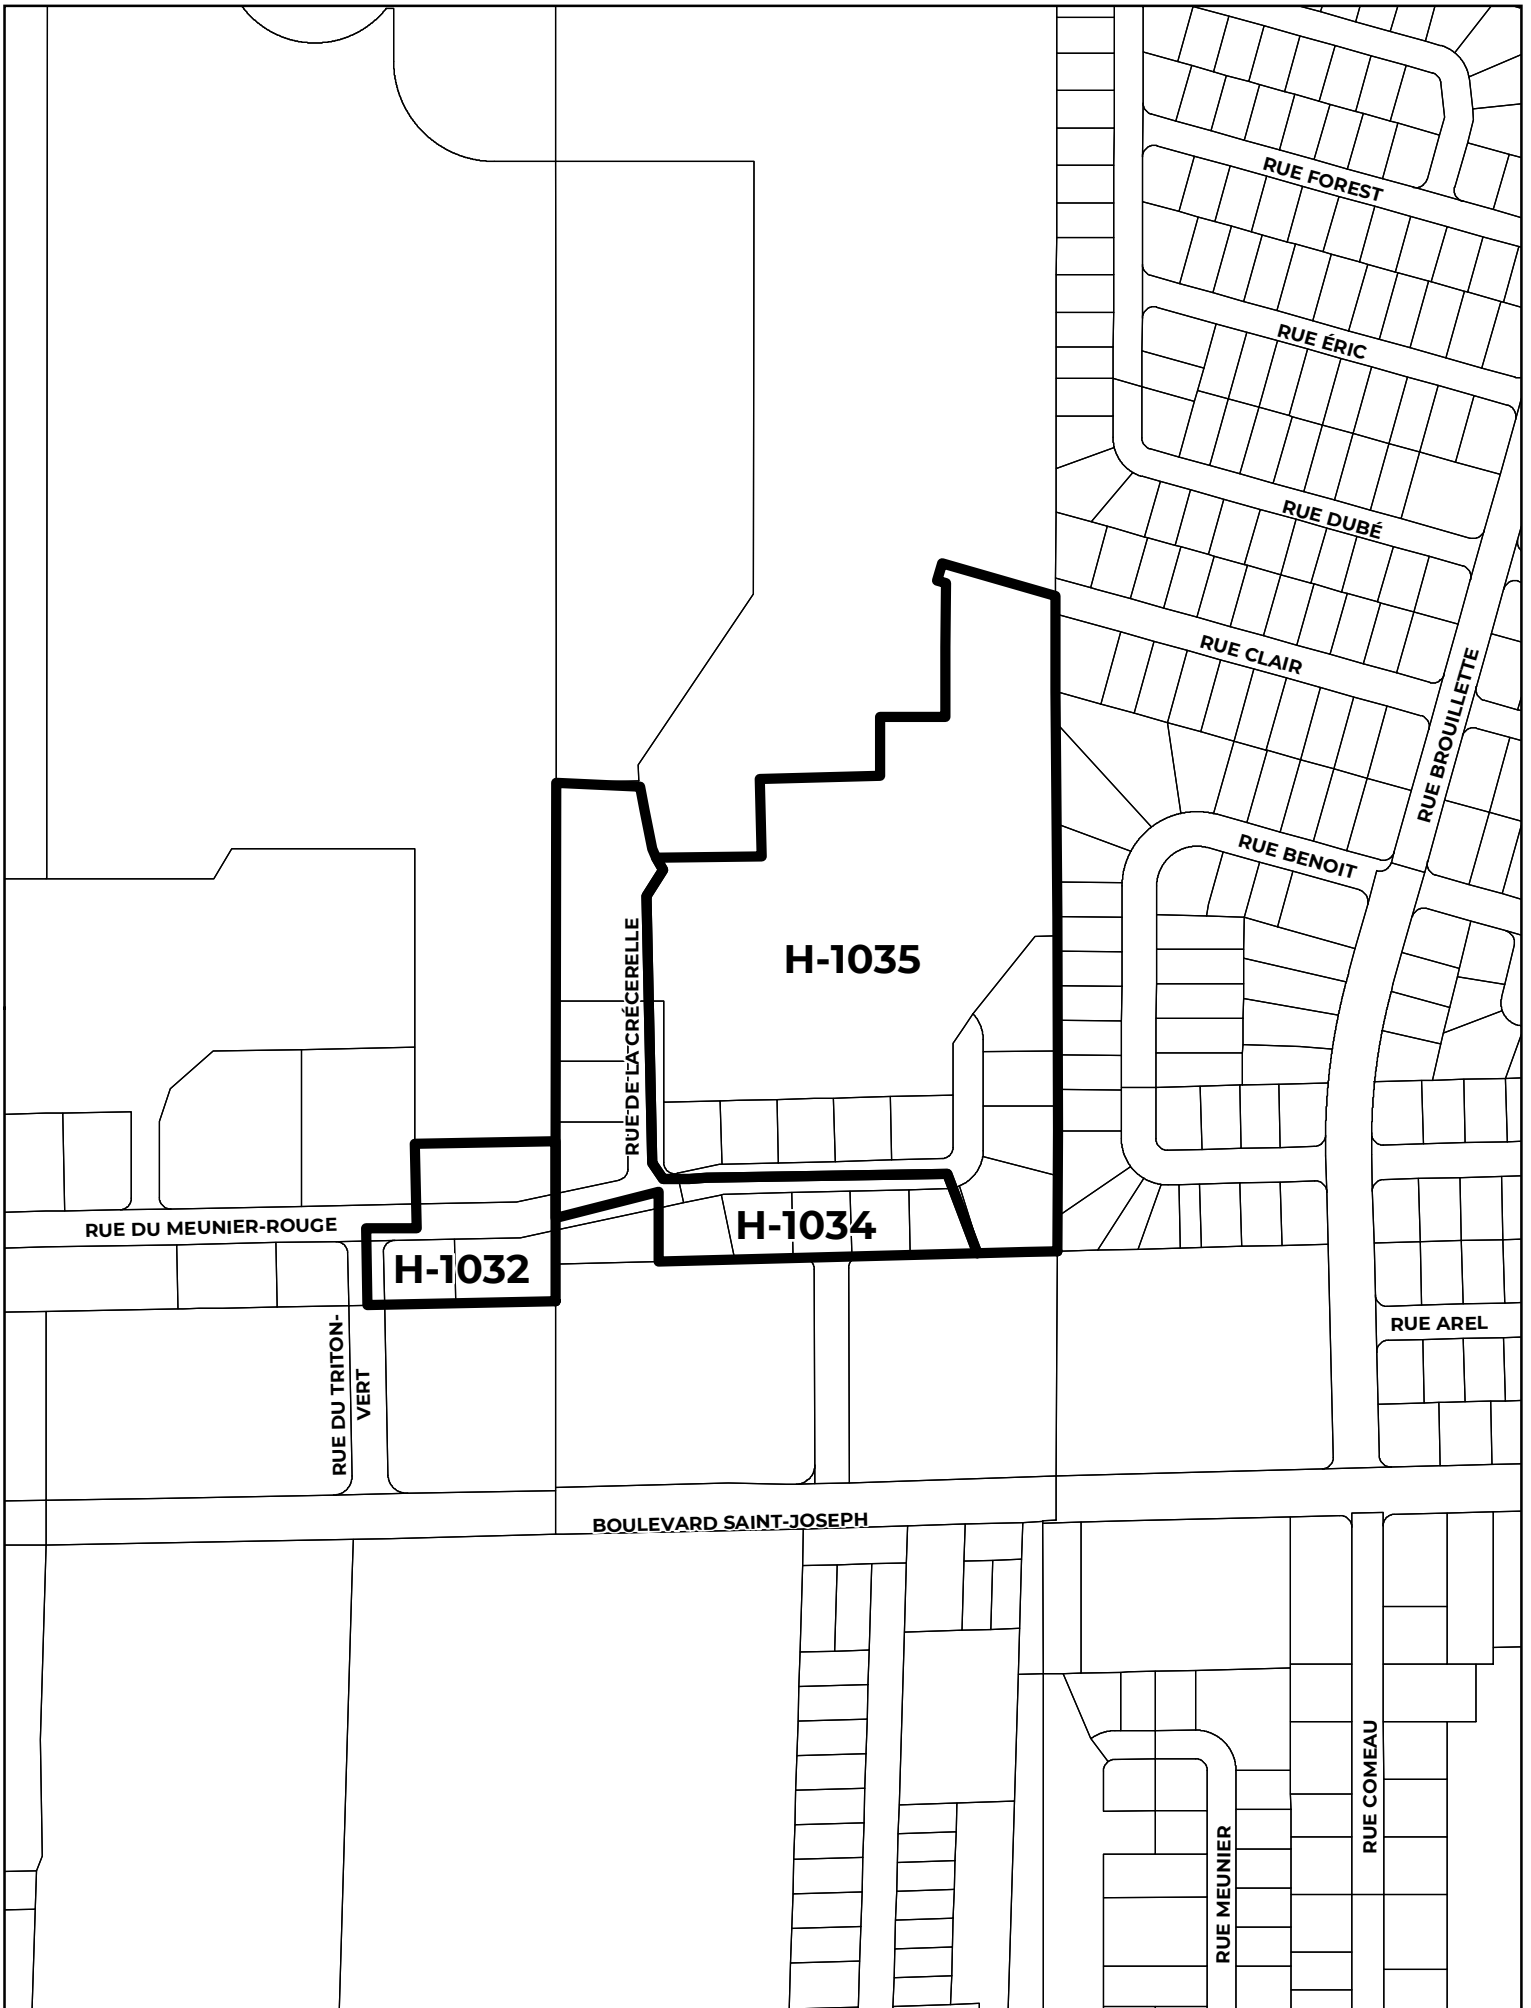 RUE FOREST
RUE ÉRIC
RUE DUBÉ
RUE CLAIR
RUE BROUILLETTE
RUE BENOIT
RUE DE LA CRÉCERELLE
H-1035
RUE DU MEUNIER-ROUGE
H-1034
H-1032
RUE AREL
RUE DU TRITON-
VERT
BOULEVARD SAINT-JOSEPH
RUE COMEAU
RUE MEUNIER